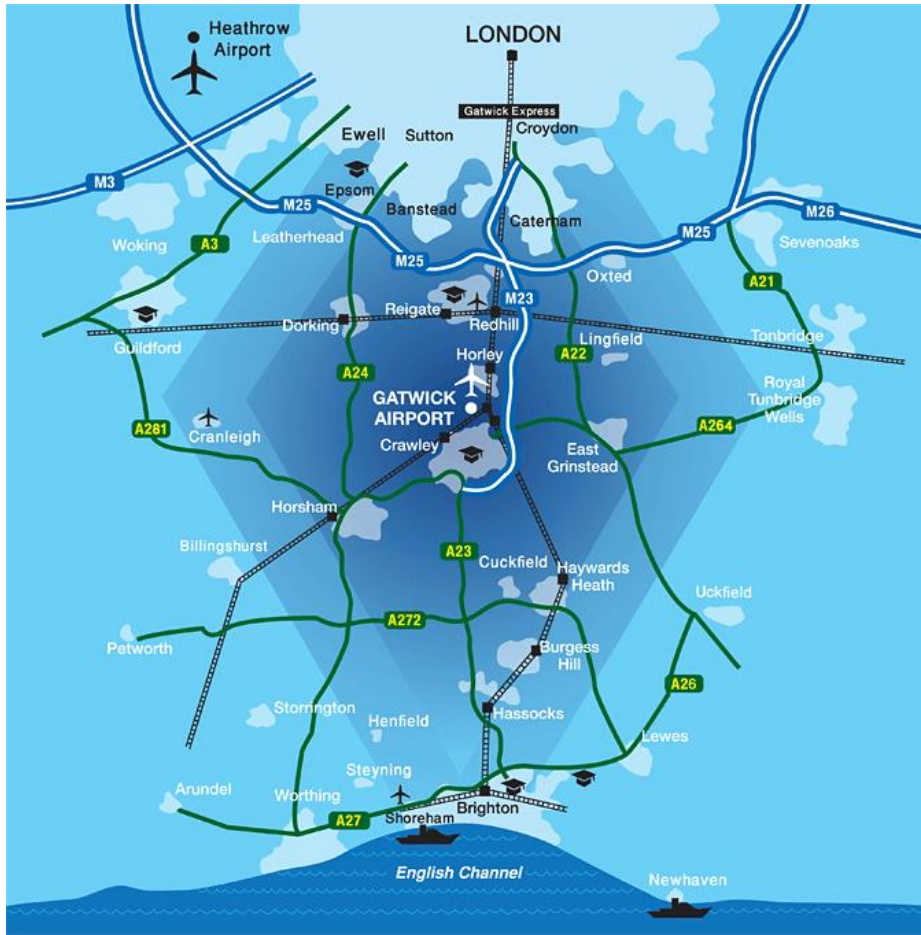 Heathrow
Airport
LONDON
Gatwick Express
Croydon
Ewell
Sutton
Epsom
M3
M25
Banstead
Caterham
M25
M26
Woking
A3
Leatherhead
M25
Sevenoaks
Oxted
A21
M23
Reigate
Redhill
Dorking
Guildford
Tonbridge
Horley
Lingfield
A22
A24
GATWICK
AIRPORT
Royal
Tunbridge
Wells
A281
Cranleigh
A264
Crawley
East
Grinstead
Horsham
Billingshurst
A23
Cuckfield
Haywards
Heath
Uckfield
A272
Petworth
Burgess
Hill
A26
Storrington
Henfield
Hassocks
Lewes
Steyning
Arundel
Worthing
A27
Shoreham
Brighton
English Channel
Newhaven